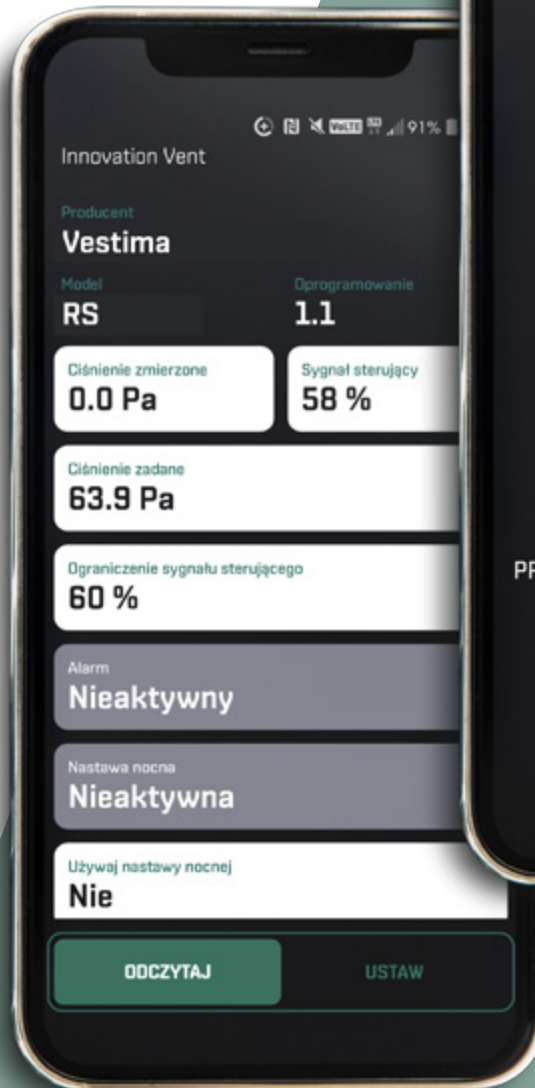 VoLTE 91%
Innovation Vent
Producent
Vestima
Model Oprogramowanie
RS 1.1
Ciśnienie zmierzone Sygnał sterujący
0.0 Pa 58 %
Ciśnienie zadane
63.9 Pa
Ograniczenie sygnału sterującego
60 %
PR
Alarm
Nieaktywny
Nastawa nocna
Nieaktywna
Używaj nastawy nocnej
Nie
ODCZYTAJ USTAW